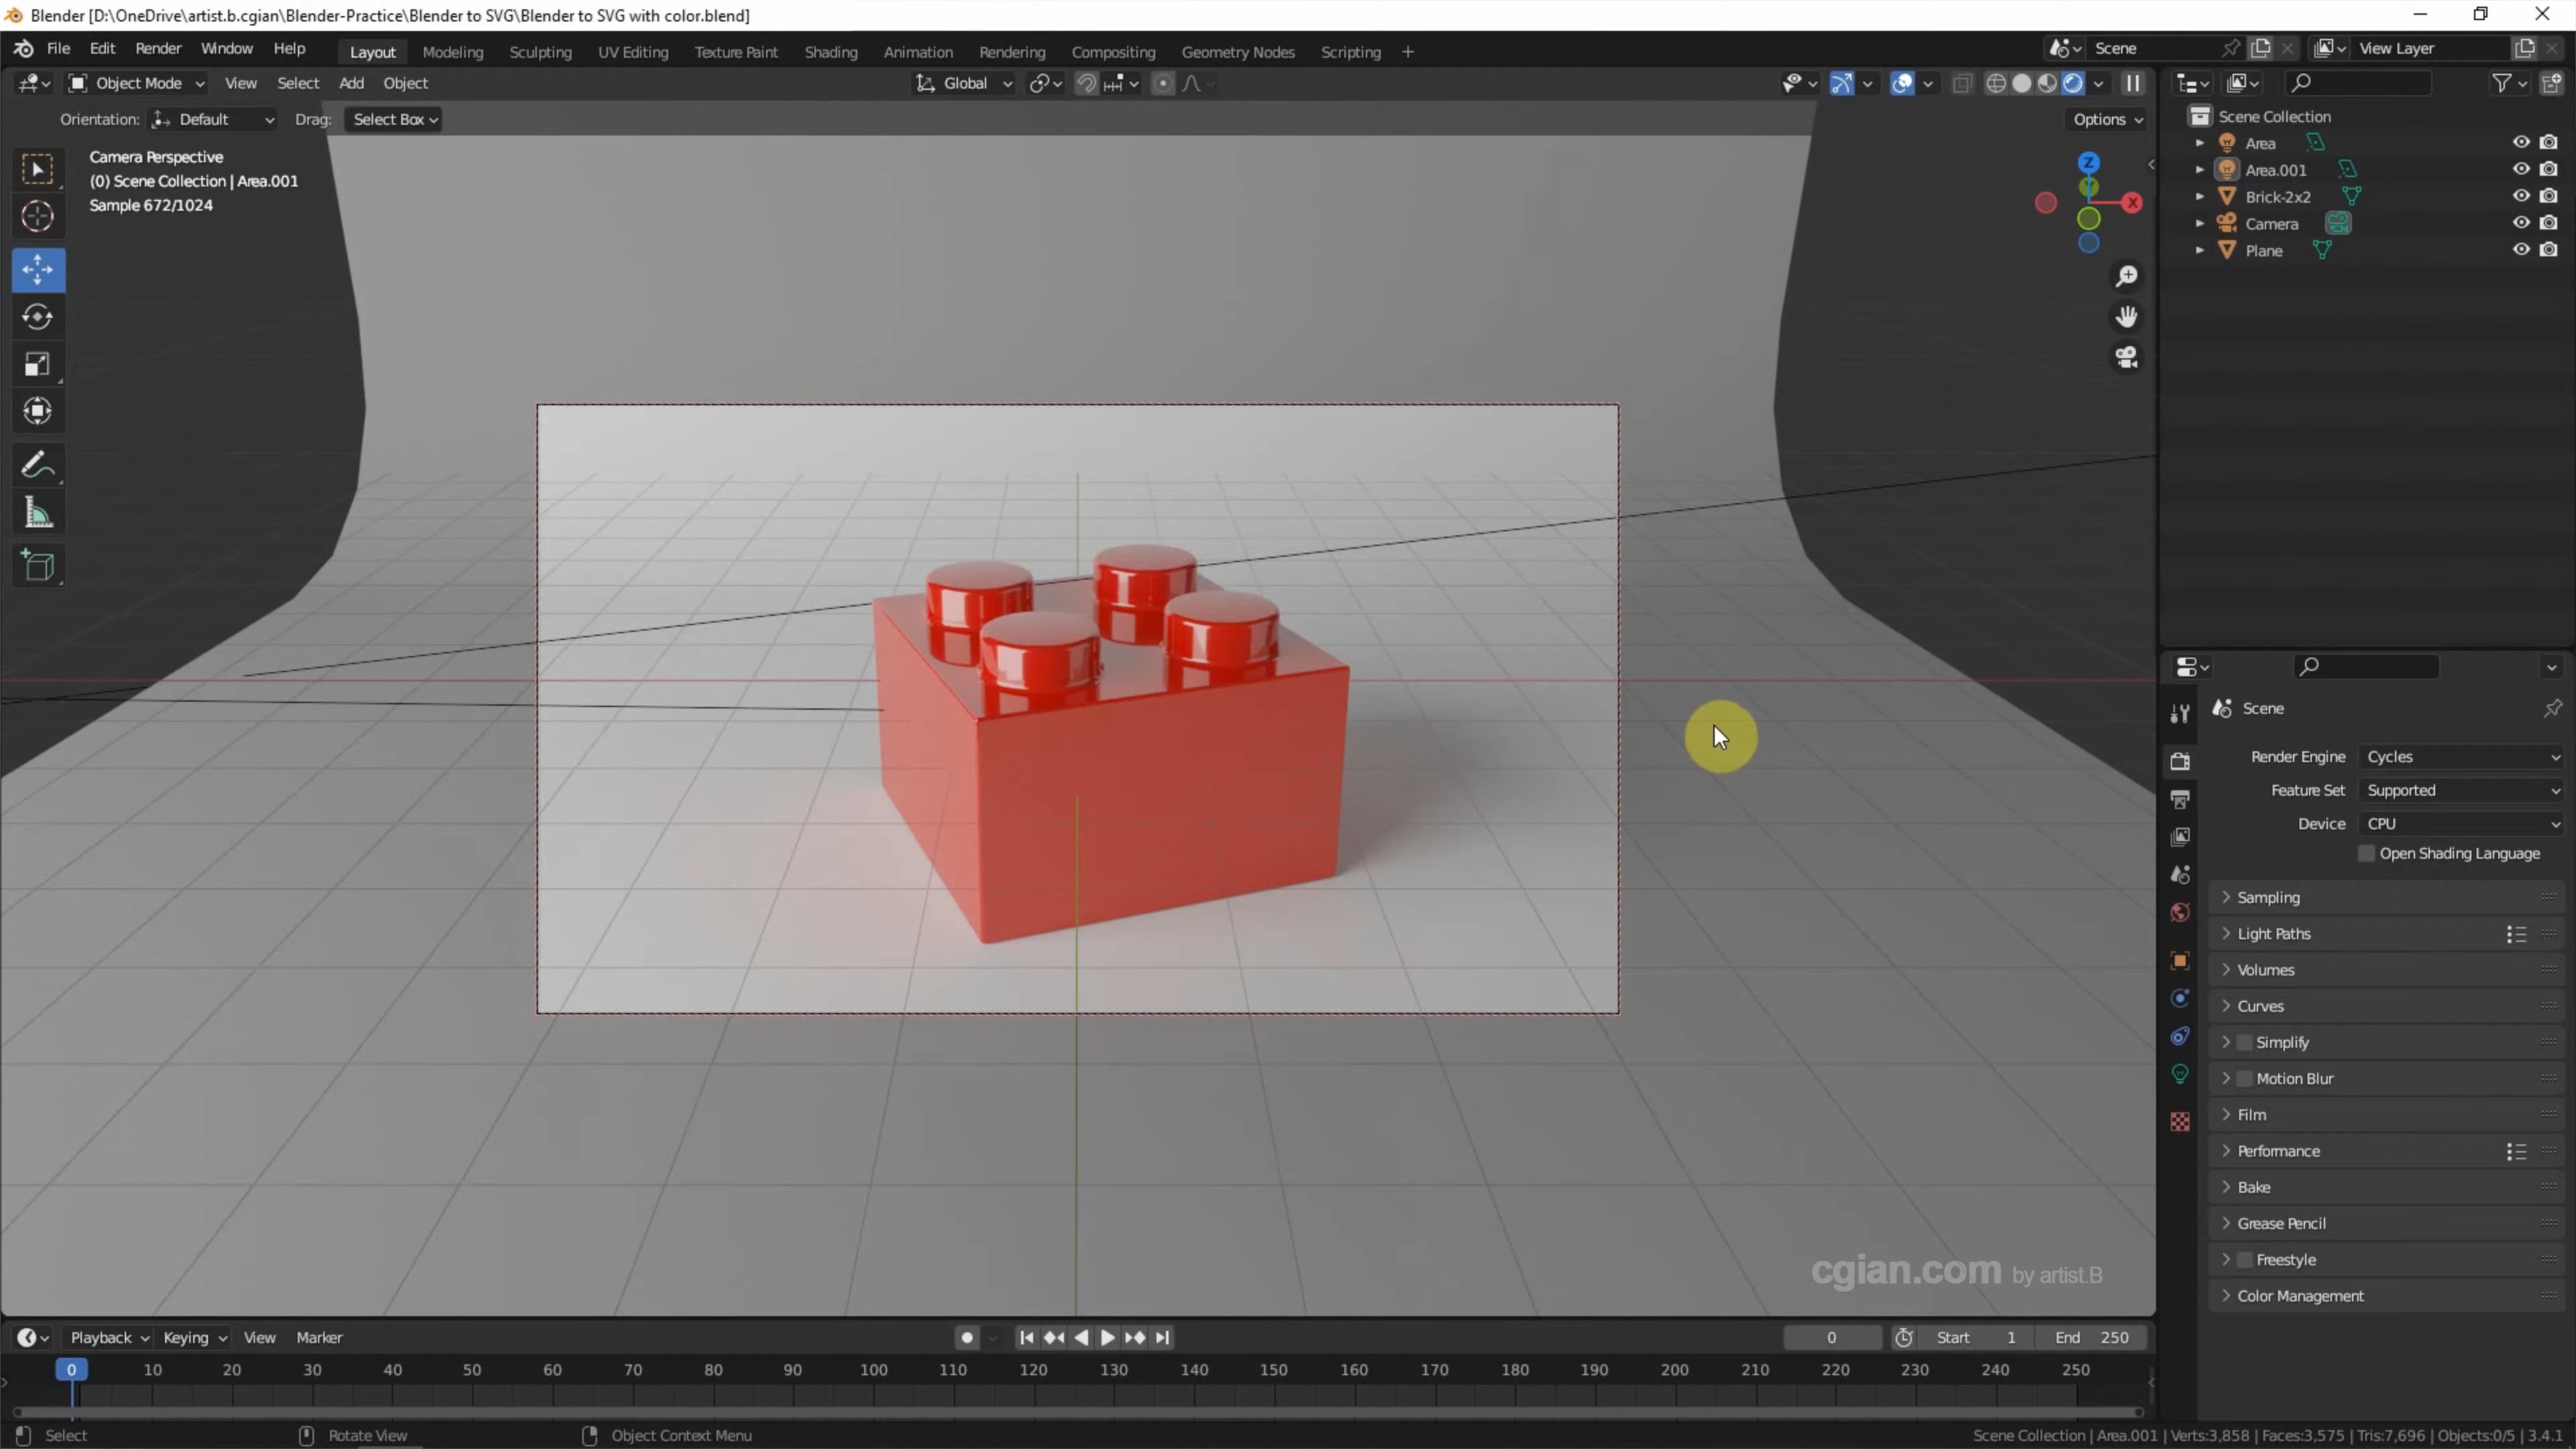 Blender [D:\OneDrive\artist.b.cgian\Blender-Practice\Blender to SVG\Blender to SVG with color.blend]
File Edit Render Window Help Layout Modeling Sculpting UV Editing Texture Paint Shading Animation Rendering Compositing Geometry Nodes Scripting + Scene View Layer
Object Mode View Select Add Object Global
Orientation: Default Drag: Select Box Options
Camera Perspective
(0) Scene Collection | Area.001
Sample 672/1024
Z
X
Scene Collection
Area
Area.001
Brick-2x2
Camera
Plane
Scene
Render Engine Cycles
Feature Set Supported
Device CPU
Open Shading Language
Sampling
Light Paths
Volumes
Curves
Simplify
Motion Blur
Film
Performance
Bake
Grease Pencil
Freestyle
Color Management
cgian.com by artist.B
Playback Keying View Marker 0 Start 1 End 250
0 10 20 30 40 50 60 70 80 90 100 110 120 130 140 150 160 170 180 190 200 210 220 230 240 250
Select Rotate View Object Context Menu Scene Collection | Area.001 | Verts:3,858 | Faces:3,575 | Tris:7,696 | Objects:0/5 | 3.4.1